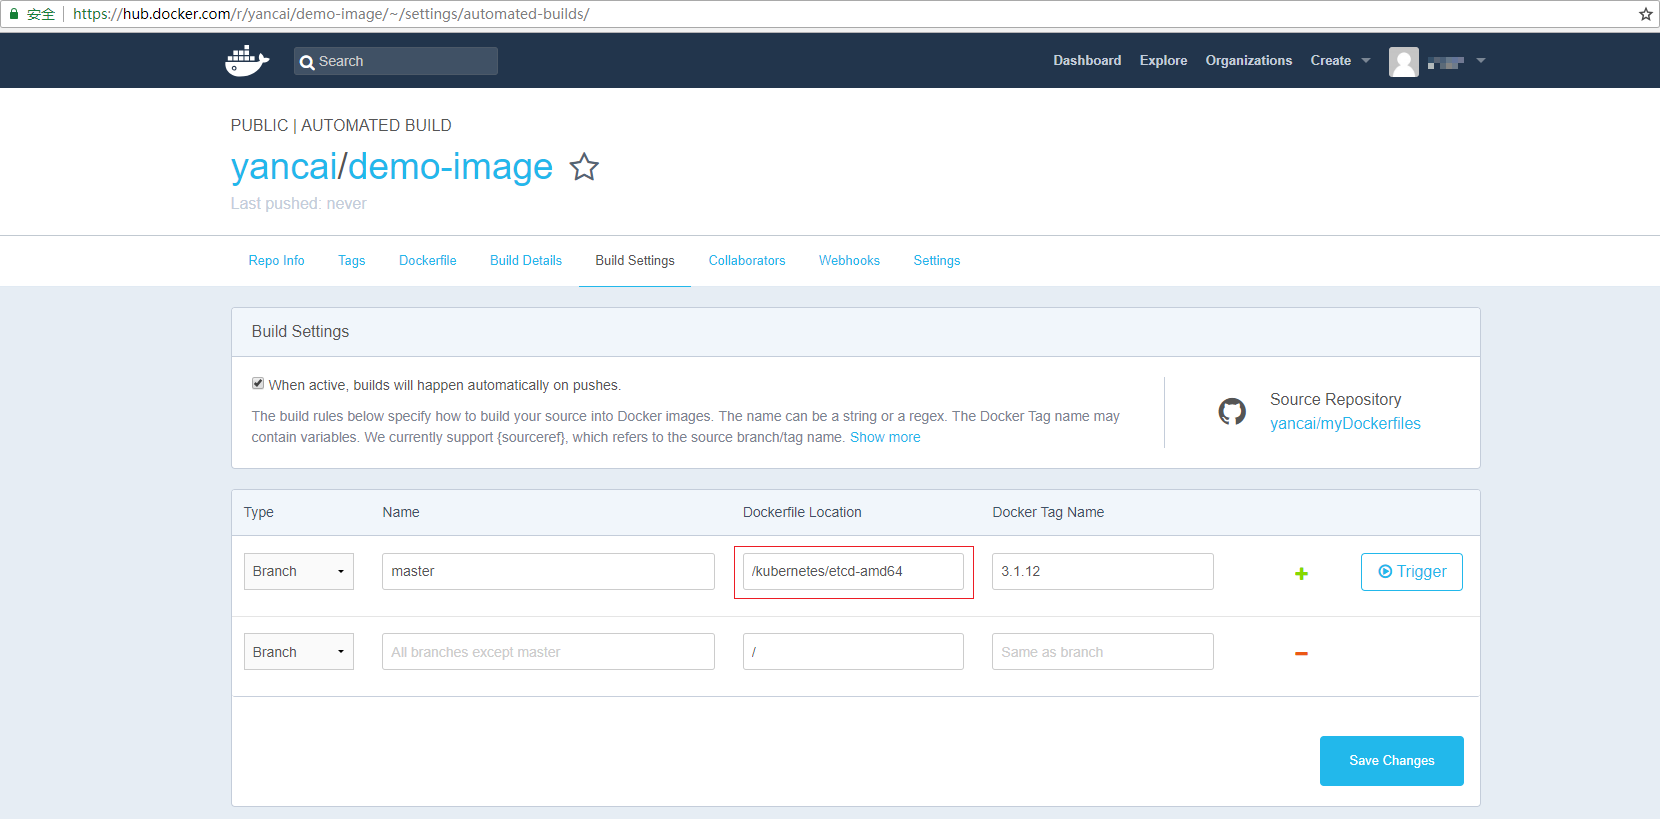 安全 https://hub.docker.com/r/yancai/demo-image/~/settings/automated-builds/
Search Dashboard Explore Organizations Create
PUBLIC | AUTOMATED BUILD
yancai/demo-image
Last pushed: never
Repo Info Tags Dockerfile Build Details Build Settings Collaborators Webhooks Settings
Build Settings
When active, builds will happen automatically on pushes.
The build rules below specify how to build your source into Docker images. The name can be a string or a regex. The Docker Tag name may
contain variables. We currently support {sourceref}, which refers to the source branch/tag name. Show more
Source Repository
yancai/myDockerfiles
Type Name Dockerfile Location Docker Tag Name
Branch master /kubernetes/etcd-amd64 3.1.12 Trigger
Branch All branches except master / Same as branch
Save Changes